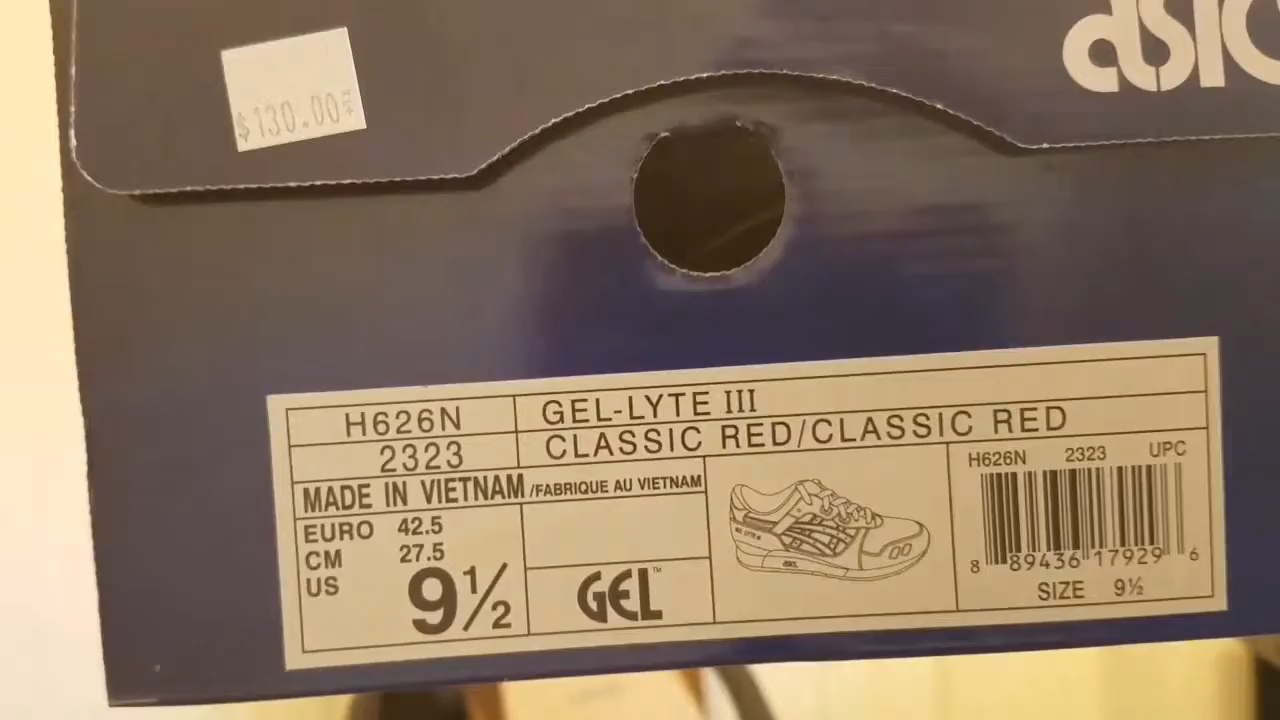 asic
$130.00
H626N
GEL-LYTE III
2323
CLASSIC RED/CLASSIC RED
MADE IN VIETNAM /FABRIQUE AU VIETNAM
EURO 42.5
CM 27.5
US 9½
GEL™
H626N 2323 UPC
8 89436 17929 6
SIZE 9½